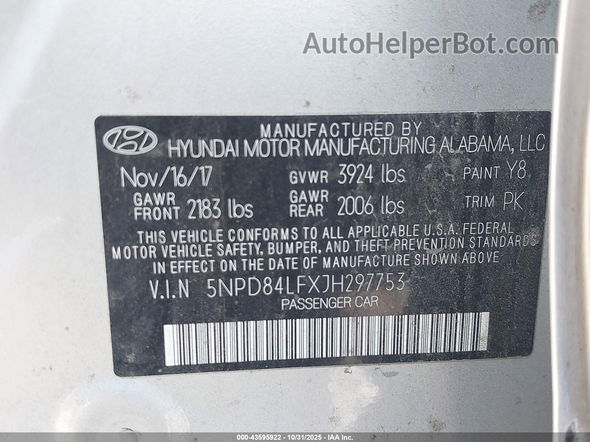 AutoHelperBot.com
MANUFACTURED BY
HYUNDAI MOTOR MANUFACTURING ALABAMA, LLC
Nov/16/17 GVWR 3924 lbs PAINT Y8
GAWR FRONT 2183 lbs GAWR REAR 2006 lbs TRIM PK
THIS VEHICLE CONFORMS TO ALL APPLICABLE U.S.A. FEDERAL
MOTOR VEHICLE SAFETY, BUMPER, AND THEFT PREVENTION STANDARDS
IN EFFECT ON THE DATE OF MANUFACTURE SHOWN ABOVE.
V.I.N 5NPD84LFXJH297753
PASSENGER CAR
000-43595922 - 10/31/2025 - IAA Inc.